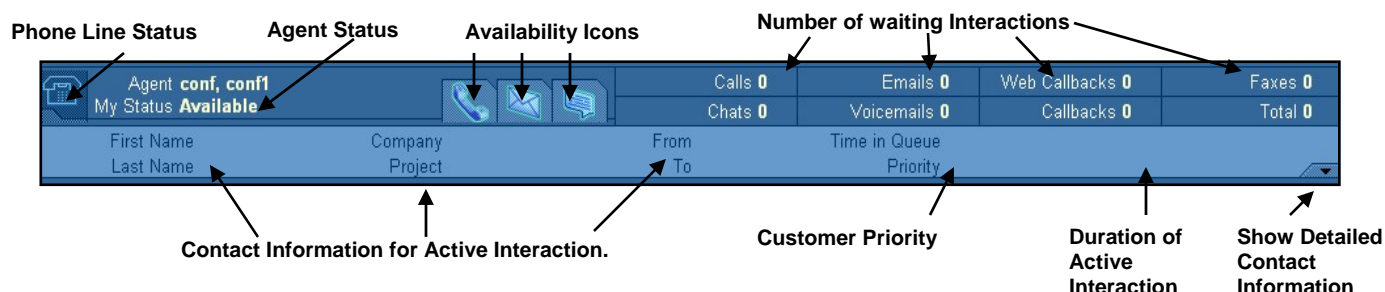 Phone Line Status
Agent Status
Availability Icons
Number of waiting Interactions
Agent conf, conf1
My Status Available
Calls 0
Emails 0
Web Callbacks 0
Faxes 0
Chats 0
Voicemails 0
Callbacks 0
Total 0
First Name
Company
From
Time in Queue
Last Name
Project
To
Priority
Contact Information for Active Interaction.
Customer Priority
Duration of
Active
Interaction
Show Detailed
Contact
Information